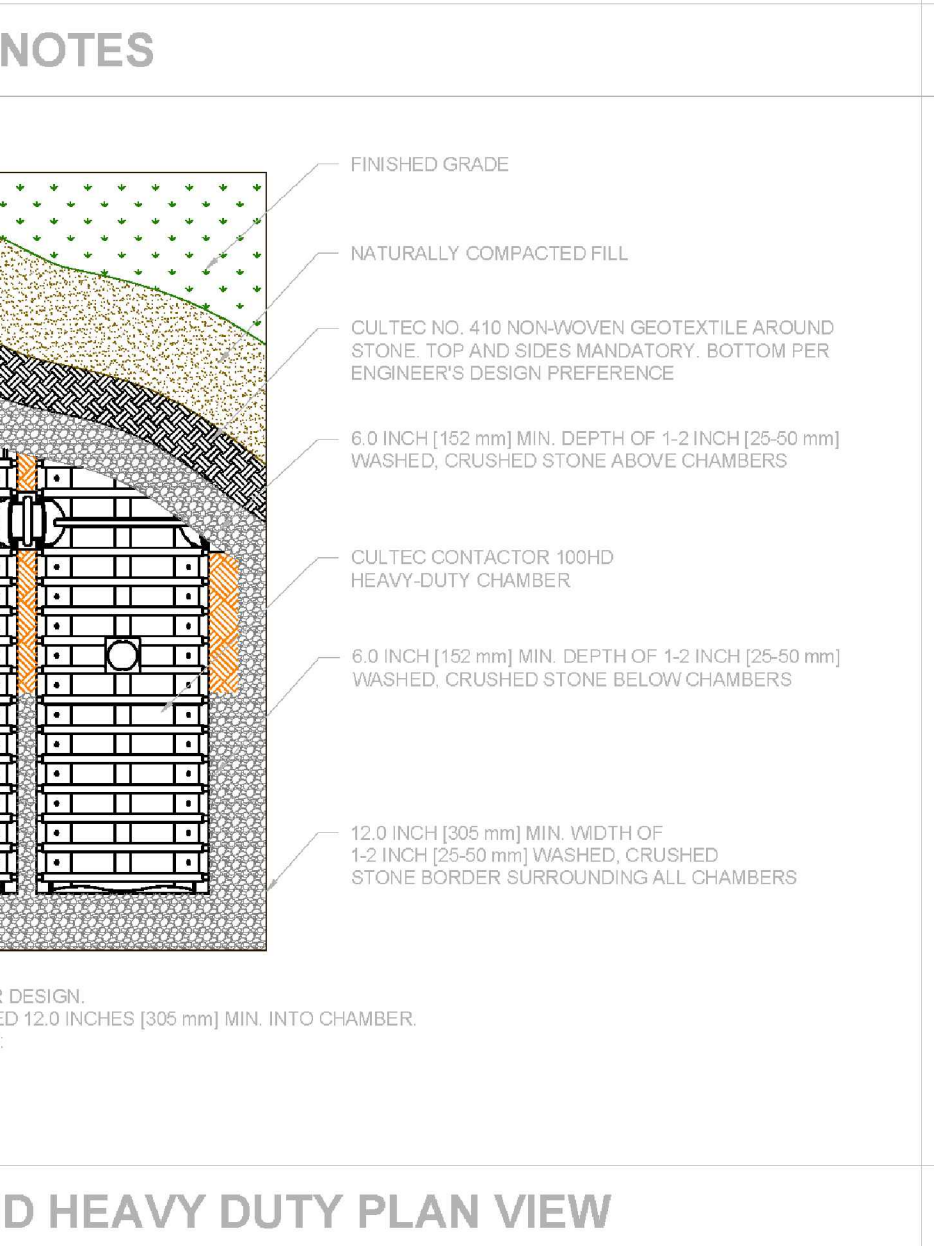 NOTES
FINISHED GRADE
NATURALLY COMPACTED FILL
CULTEC NO. 410 NON-WOVEN GEOTEXTILE AROUND
STONE. TOP AND SIDES MANDATORY. BOTTOM PER
ENGINEER'S DESIGN PREFERENCE
6.0 INCH [152 mm] MIN. DEPTH OF 1-2 INCH [25-50 mm]
WASHED, CRUSHED STONE ABOVE CHAMBERS
CULTEC CONTACTOR 100HD
HEAVY-DUTY CHAMBER
6.0 INCH [152 mm] MIN. DEPTH OF 1-2 INCH [25-50 mm]
WASHED, CRUSHED STONE BELOW CHAMBERS
12.0 INCH [305 mm] MIN. WIDTH OF
1-2 INCH [25-50 mm] WASHED, CRUSHED
STONE BORDER SURROUNDING ALL CHAMBERS
R DESIGN.
ED 12.0 INCHES [305 mm] MIN. INTO CHAMBER.
:
D HEAVY DUTY PLAN VIEW